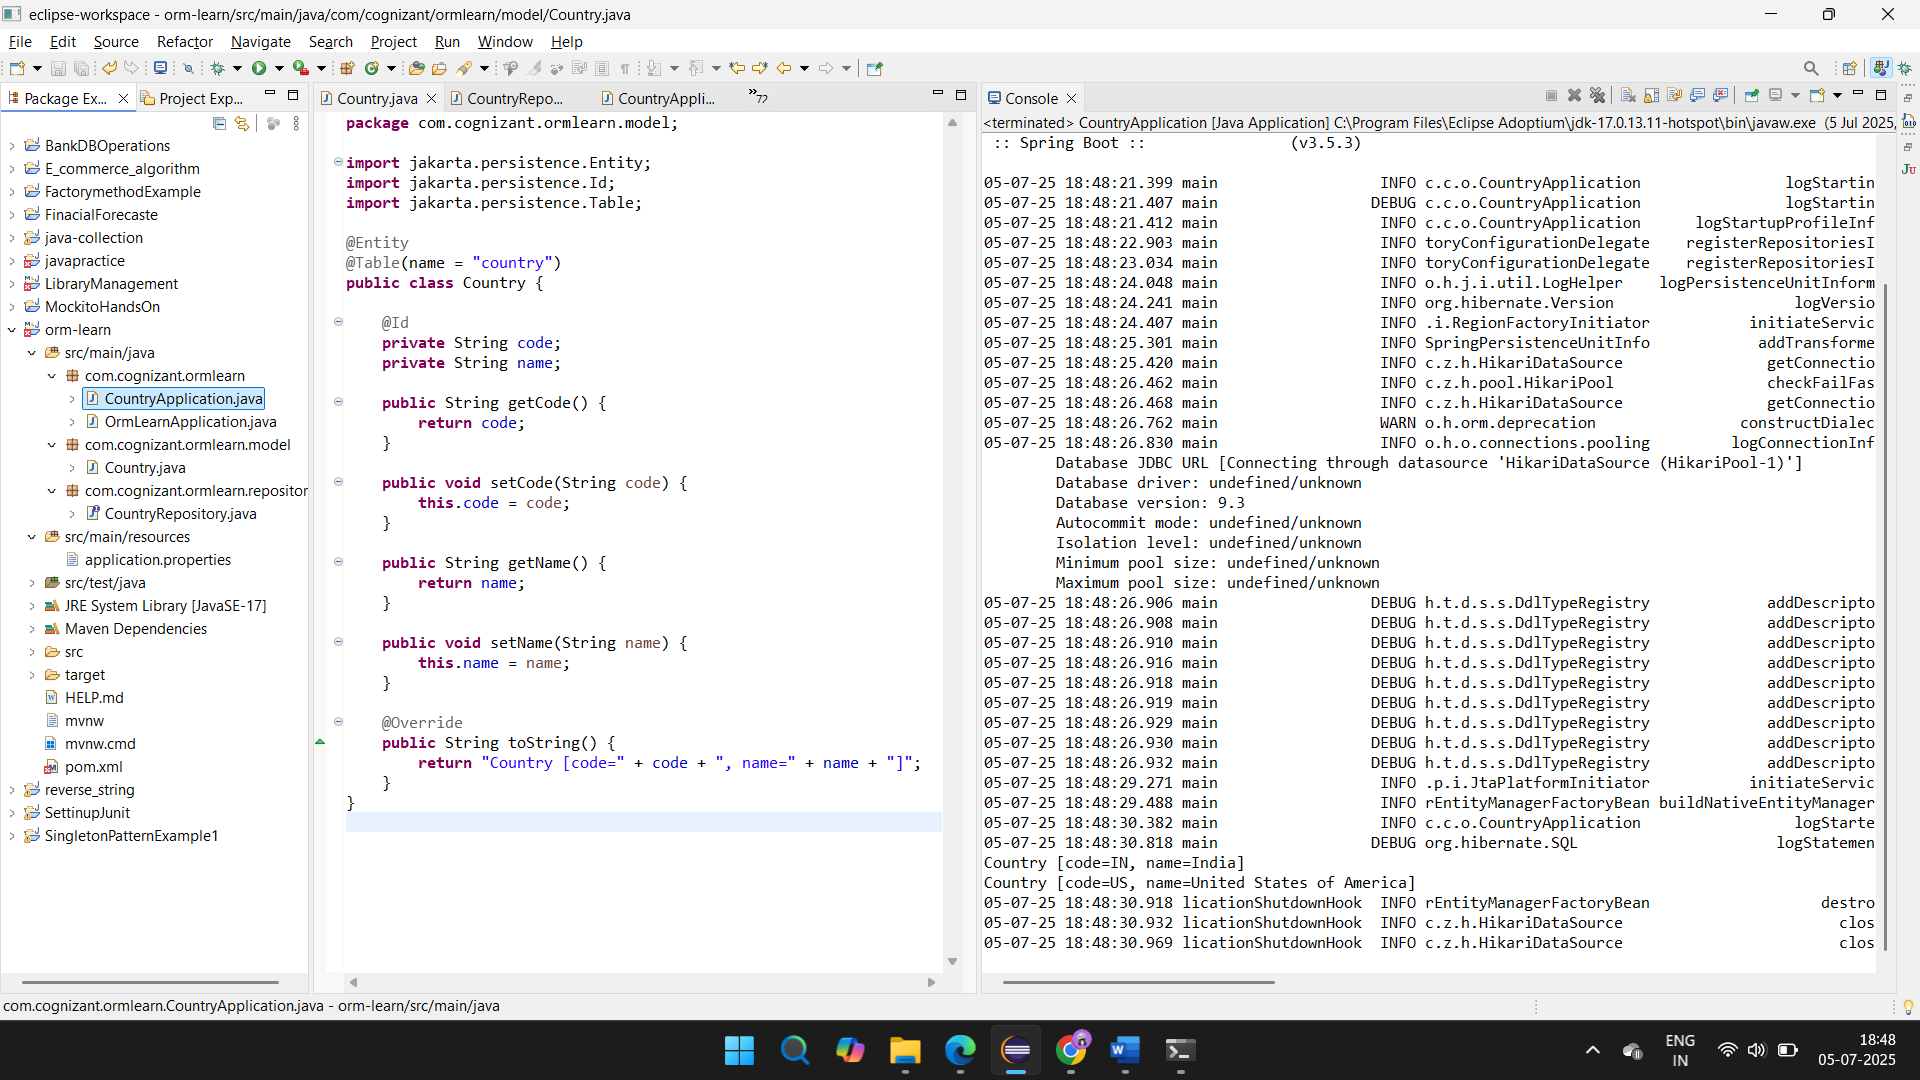 eclipse-workspace - orm-learn/src/main/java/com/cognizant/ormlearn/model/Country.java
File Edit Source Refactor Navigate Search Project Run Window Help
Package Ex... Project Exp...
BankDBOperations
E_commerce_algorithm
FactorymethodExample
FinacialForecaste
java-collection
javapractice
LibraryManagement
MockitoHandsOn
orm-learn
src/main/java
com.cognizant.ormlearn
CountryApplication.java
OrmLearnApplication.java
com.cognizant.ormlearn.model
Country.java
com.cognizant.ormlearn.repositor
CountryRepository.java
src/main/resources
application.properties
src/test/java
JRE System Library [JavaSE-17]
Maven Dependencies
src
target
HELP.md
mvnw
mvnw.cmd
pom.xml
reverse_string
SettinupJunit
SingletonPatternExample1
Country.java CountryRepo... CountryAppli... »72
package com.cognizant.ormlearn.model;
import jakarta.persistence.Entity;
import jakarta.persistence.Id;
import jakarta.persistence.Table;
@Entity
@Table(name = "country")
public class Country {
@Id
private String code;
private String name;
public String getCode() {
return code;
}
public void setCode(String code) {
this.code = code;
}
public String getName() {
return name;
}
public void setName(String name) {
this.name = name;
}
@Override
public String toString() {
return "Country [code=" + code + ", name=" + name + "]";
}
}
Console
<terminated> CountryApplication [Java Application] C:\Program Files\Eclipse Adoptium\jdk-17.0.13.11-hotspot\bin\javaw.exe (5 Jul 2025,
:: Spring Boot :: (v3.5.3)
05-07-25 18:48:21.399 main INFO c.c.o.CountryApplication logStartin
05-07-25 18:48:21.407 main DEBUG c.c.o.CountryApplication logStartin
05-07-25 18:48:21.412 main INFO c.c.o.CountryApplication logStartupProfileInf
05-07-25 18:48:22.903 main INFO toryConfigurationDelegate registerRepositoriesI
05-07-25 18:48:23.034 main INFO toryConfigurationDelegate registerRepositoriesI
05-07-25 18:48:24.048 main INFO o.h.j.i.util.LogHelper logPersistenceUnitInform
05-07-25 18:48:24.241 main INFO org.hibernate.Version logVersio
05-07-25 18:48:24.407 main INFO .i.RegionFactoryInitiator initiateServic
05-07-25 18:48:25.301 main INFO SpringPersistenceUnitInfo addTransforme
05-07-25 18:48:25.420 main INFO c.z.h.HikariDataSource getConnectio
05-07-25 18:48:26.462 main INFO c.z.h.pool.HikariPool checkFailFas
05-07-25 18:48:26.468 main INFO c.z.h.HikariDataSource getConnectio
05-07-25 18:48:26.762 main WARN o.h.orm.deprecation constructDialec
05-07-25 18:48:26.830 main INFO o.h.o.connections.pooling logConnectionInf
Database JDBC URL [Connecting through datasource 'HikariDataSource (HikariPool-1)']
Database driver: undefined/unknown
Database version: 9.3
Autocommit mode: undefined/unknown
Isolation level: undefined/unknown
Minimum pool size: undefined/unknown
Maximum pool size: undefined/unknown
05-07-25 18:48:26.906 main DEBUG h.t.d.s.s.DdlTypeRegistry addDescripto
05-07-25 18:48:26.908 main DEBUG h.t.d.s.s.DdlTypeRegistry addDescripto
05-07-25 18:48:26.910 main DEBUG h.t.d.s.s.DdlTypeRegistry addDescripto
05-07-25 18:48:26.916 main DEBUG h.t.d.s.s.DdlTypeRegistry addDescripto
05-07-25 18:48:26.918 main DEBUG h.t.d.s.s.DdlTypeRegistry addDescripto
05-07-25 18:48:26.919 main DEBUG h.t.d.s.s.DdlTypeRegistry addDescripto
05-07-25 18:48:26.929 main DEBUG h.t.d.s.s.DdlTypeRegistry addDescripto
05-07-25 18:48:26.930 main DEBUG h.t.d.s.s.DdlTypeRegistry addDescripto
05-07-25 18:48:26.932 main DEBUG h.t.d.s.s.DdlTypeRegistry addDescripto
05-07-25 18:48:29.271 main INFO .p.i.JtaPlatformInitiator initiateServic
05-07-25 18:48:29.488 main INFO rEntityManagerFactoryBean buildNativeEntityManager
05-07-25 18:48:30.382 main INFO c.c.o.CountryApplication logStarte
05-07-25 18:48:30.818 main DEBUG org.hibernate.SQL logStatemen
Country [code=IN, name=India]
Country [code=US, name=United States of America]
05-07-25 18:48:30.918 licationShutdownHook INFO rEntityManagerFactoryBean destro
05-07-25 18:48:30.932 licationShutdownHook INFO c.z.h.HikariDataSource clos
05-07-25 18:48:30.969 licationShutdownHook INFO c.z.h.HikariDataSource clos
com.cognizant.ormlearn.CountryApplication.java - orm-learn/src/main/java
ENG
IN
18:48
05-07-2025